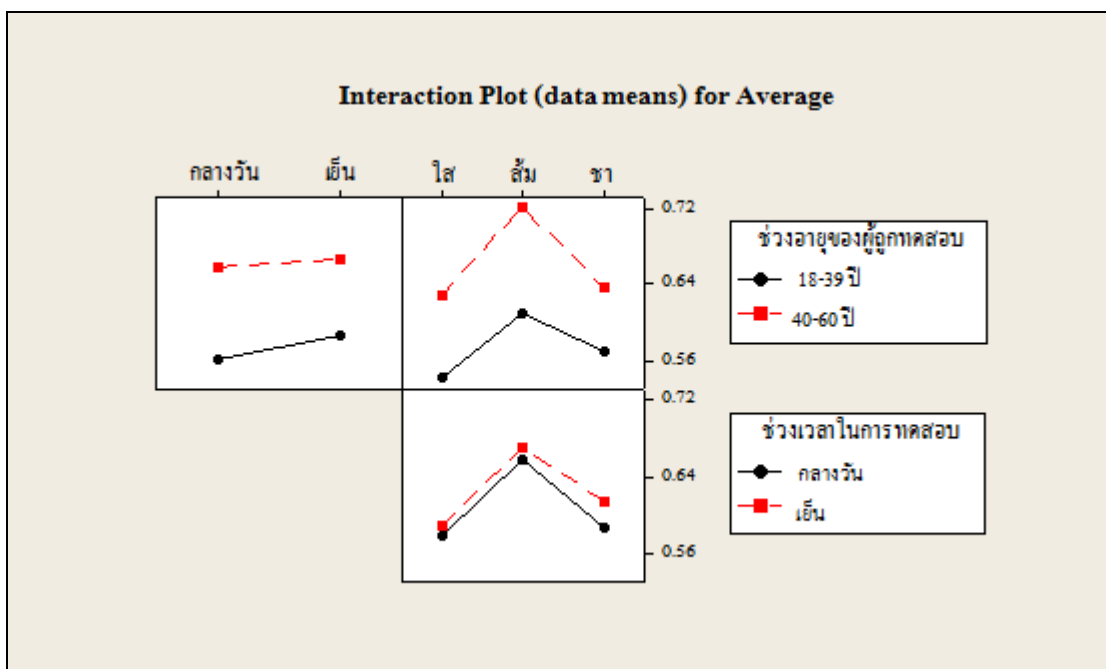 Interaction Plot (data means) for Average
กลางวัน เย็น ใส ส้ม ชา
0.72
0.64
0.56
0.72
0.64
0.56
ช่วงอายุของผู้ถูกทดสอบ
18-39 ปี
40-60 ปี
ช่วงเวลาในการทดสอบ
กลางวัน
เย็น